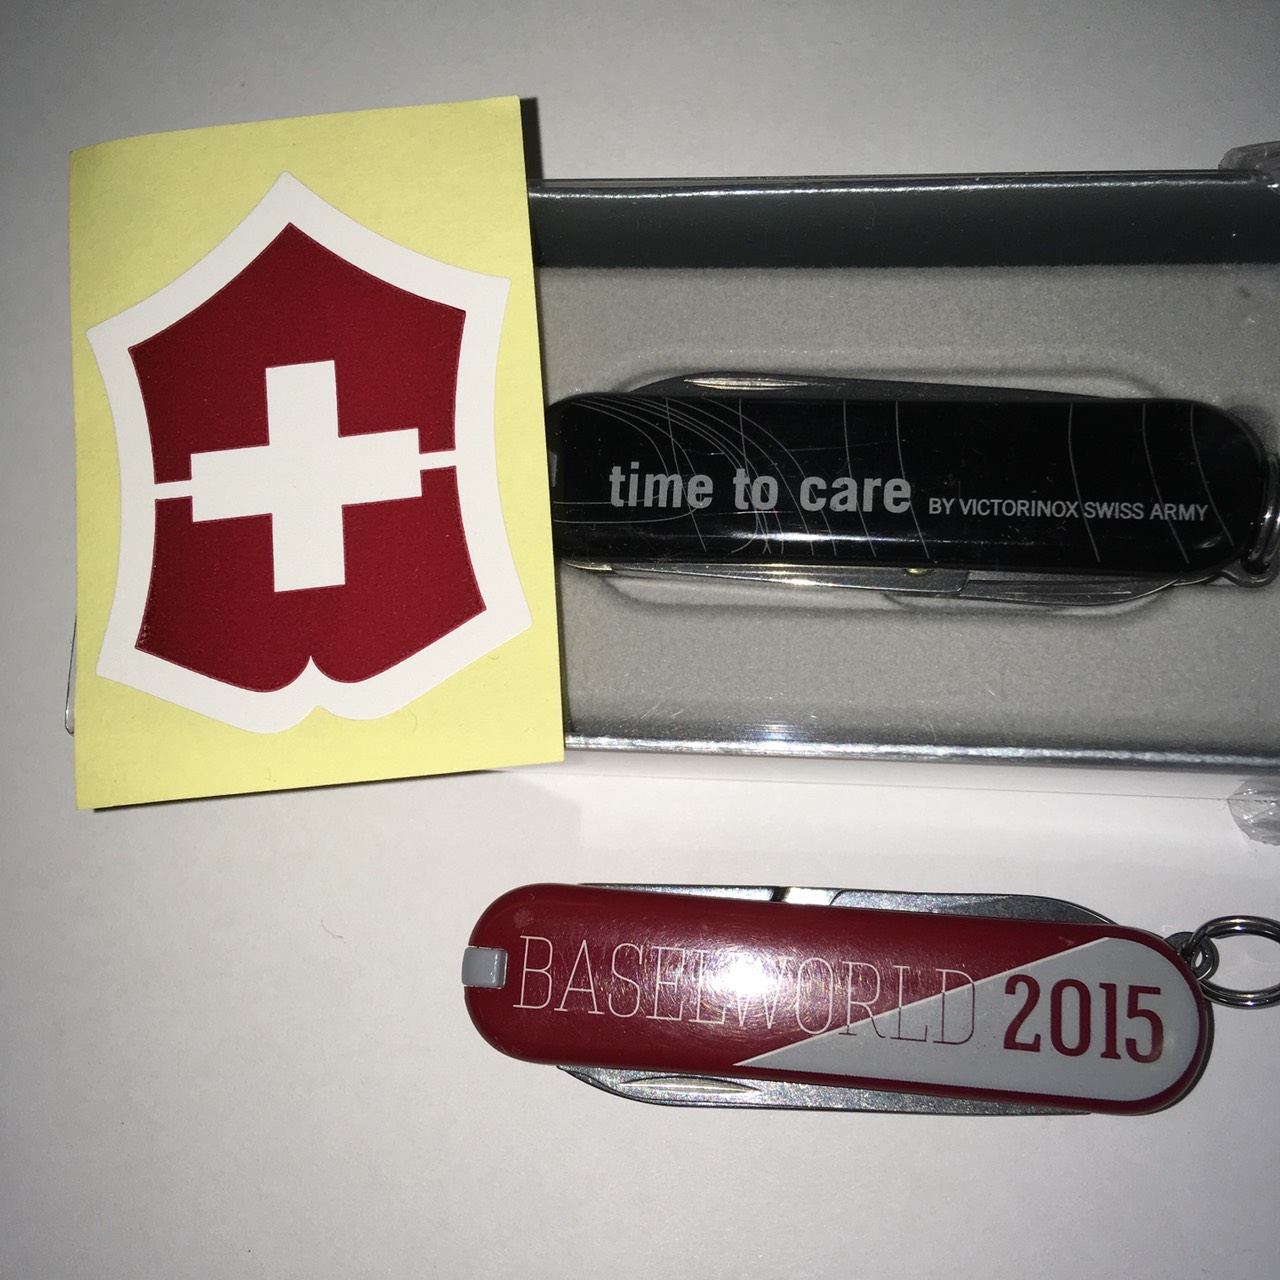 time to care BY VICTORINOX SWISS ARMY
BASELWORLD 2015